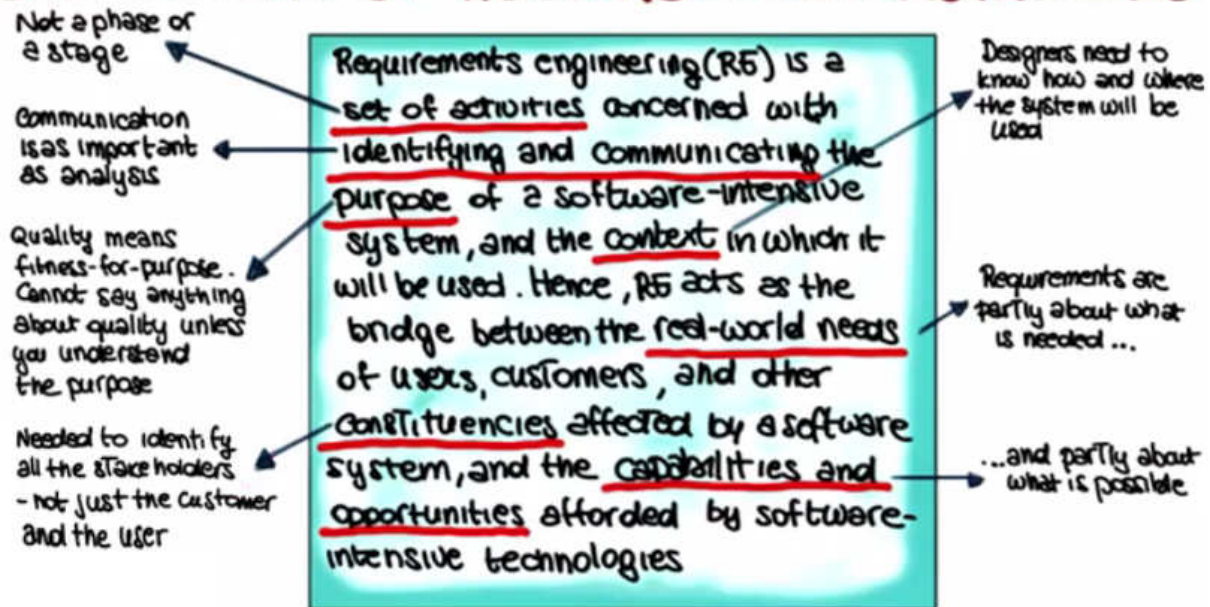 Not a phase or
a stage
Communication
is as important
as analysis
Quality means
fitness-for-purpose.
Cannot say anything
about quality unless
you understand
the purpose
Needed to identify
all the stakeholders
- not just the customer
and the user
Requirements engineering (RE) is a
set of activities concerned with
identifying and communicating the
purpose of a software-intensive
system, and the context in which it
will be used. Hence, RE acts as the
bridge between the real-world needs
of users, customers, and other
constituencies affected by a software
system, and the capabilities and
opportunities afforded by software-
intensive technologies
Designers need to
know how and where
the system will be
used
Requirements are
partly about what
is needed ...
...and partly about
what is possible